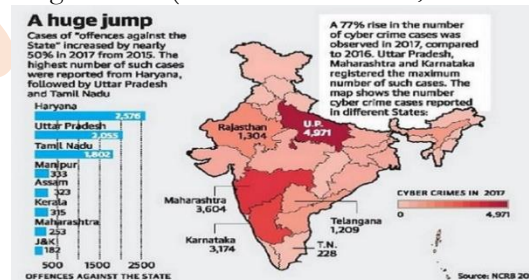 A huge jump
Cases of "offences against the
State" increased by nearly
50% in 2017 from 2015. The
highest number of such cases
were reported from Haryana,
followed by Uttar Pradesh
and Tamil Nadu
Haryana
2,576
Uttar Pradesh
2,055
Tamil Nadu
1,802
Manipur
333
Assam
323
Kerala
315
Maharashtra
253
J&K
182
500 1500 2500
OFFENCES AGAINST THE STATE
A 77% rise in the number
of cyber crime cases was
observed in 2017, compared
to 2016. Uttar Pradesh,
Maharashtra and Karnataka
registered the maximum
number of such cases. The
map shows the number
cyber crime cases reported
in different States:
Rajasthan
1,304
U.P.
4,971
Maharashtra
3,604
Karnataka
3,174
Telangana
1,209
T.N.
228
CYBER CRIMES IN 2017
0 4,971
Source: NCRB 20